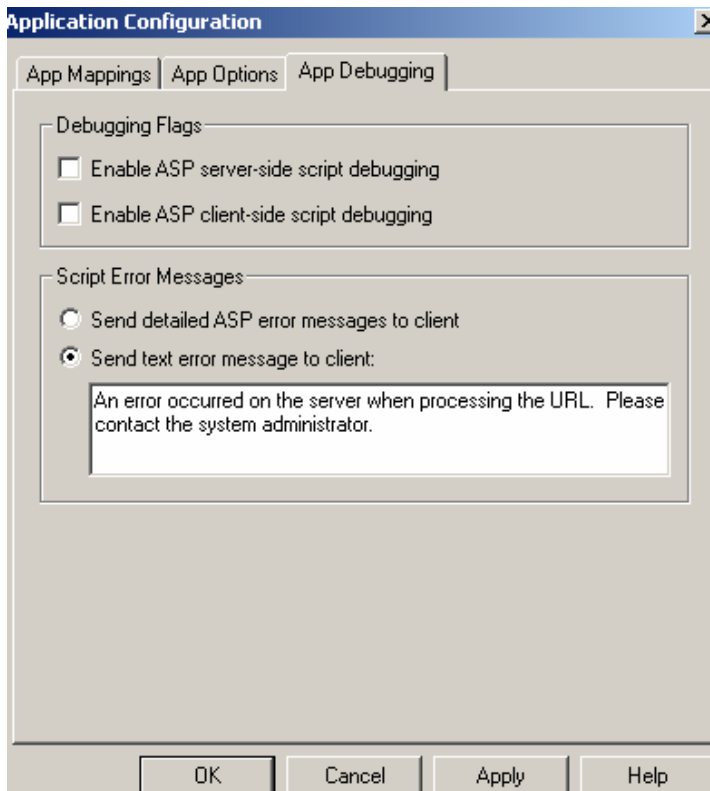 Application Configuration
App Mappings App Options App Debugging
Debugging Flags
Enable ASP server-side script debugging
Enable ASP client-side script debugging
Script Error Messages
Send detailed ASP error messages to client
Send text error message to client:
An error occurred on the server when processing the URL.  Please
contact the system administrator.
OK Cancel Apply Help